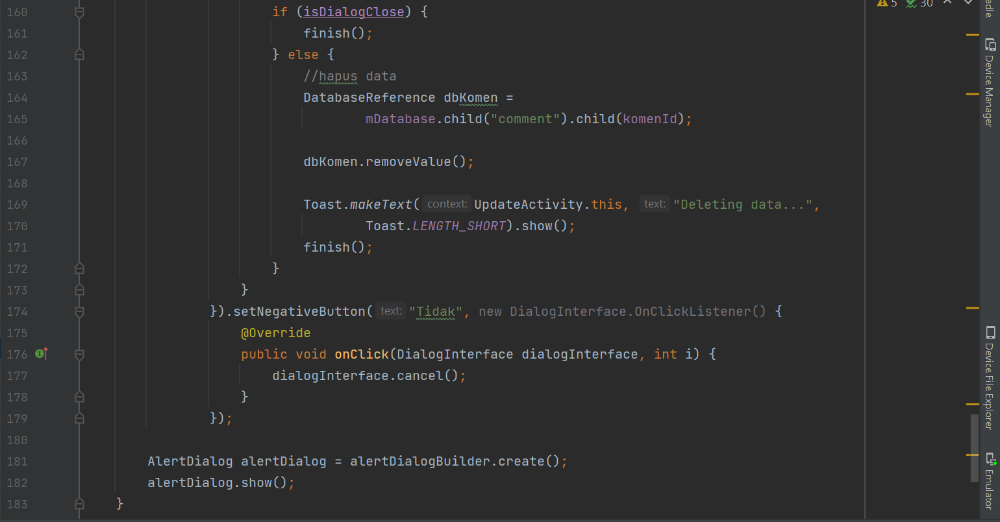 160 if (isDialogClose) {
161 finish();
162 } else {
163 //hapus data
164 DatabaseReference dbKomen =
165 mDatabase.child("comment").child(komenId);
166
167 dbKomen.removeValue();
168
169 Toast.makeText( context: UpdateActivity.this, text: "Deleting data...",
170 Toast.LENGTH_SHORT).show();
171 finish();
172 }
173 }
174 }).setNegativeButton( text: "Tidak", new DialogInterface.OnClickListener() {
175 @Override
176 public void onClick(DialogInterface dialogInterface, int i) {
177 dialogInterface.cancel();
178 }
179 });
180
181 AlertDialog alertDialog = alertDialogBuilder.create();
182 alertDialog.show();
183 }
5 30
adle
Device Manager
Device File Explorer
Emulator